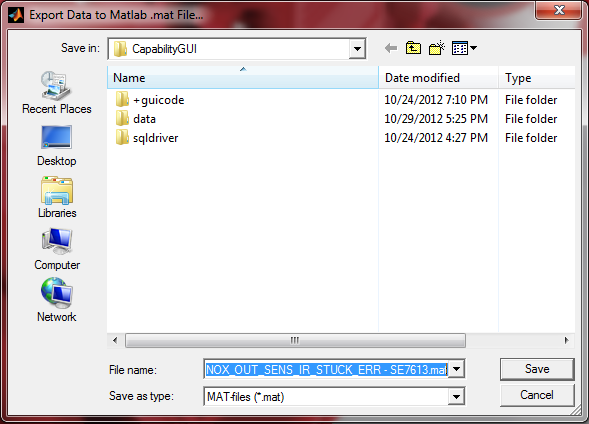 Export Data to Matlab .mat File...
Save in: CapabilityGUI
Name Date modified Type
+guicode 10/24/2012 7:10 PM File folder
data 10/29/2012 5:25 PM File folder
sqldriver 10/24/2012 4:27 PM File folder
Recent Places
Desktop
Libraries
Computer
Network
File name: NOX_OUT_SENS_IR_STUCK_ERR - SE7613.mat Save
Save as type: MAT-files (*.mat) Cancel